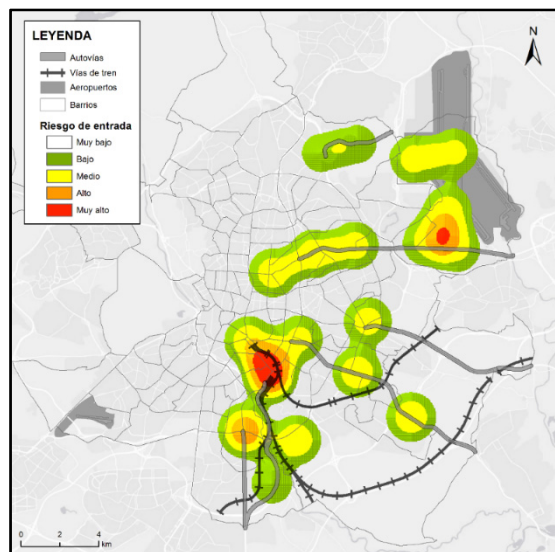 LEYENDA
Autovías
Vías de tren
Aeropuertos
Barrios
Riesgo de entrada
Muy bajo
Bajo
Medio
Alto
Muy alto
N
0 2 4
km